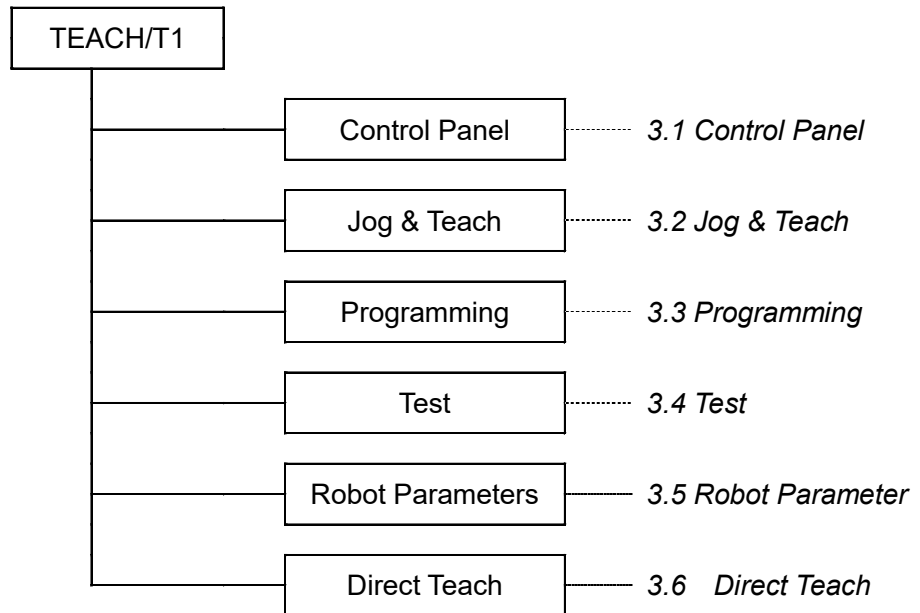 TEACH/T1
Control Panel 3.1 Control Panel
Jog & Teach 3.2 Jog & Teach
Programming 3.3 Programming
Test 3.4 Test
Robot Parameters 3.5 Robot Parameter
Direct Teach 3.6 Direct Teach